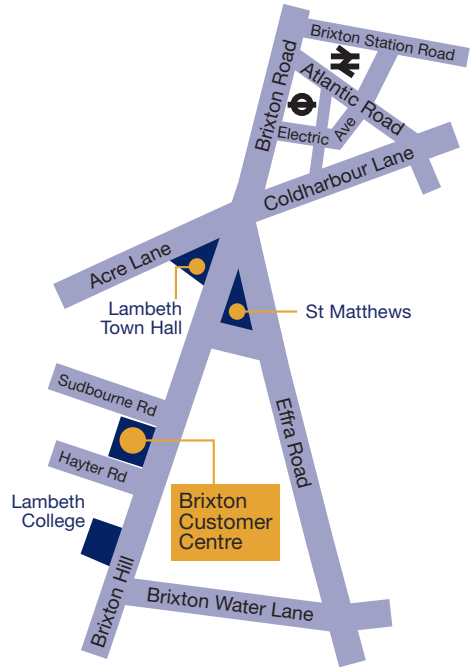 Brixton Station Road
Atlantic Road
Brixton Road
Electric
Ave
Coldharbour Lane
Acre Lane
Lambeth
Town Hall
St Matthews
Sudbourne Rd
Effra Road
Hayter Rd
Brixton
Customer
Centre
Lambeth
College
Brixton Hill
Brixton Water Lane